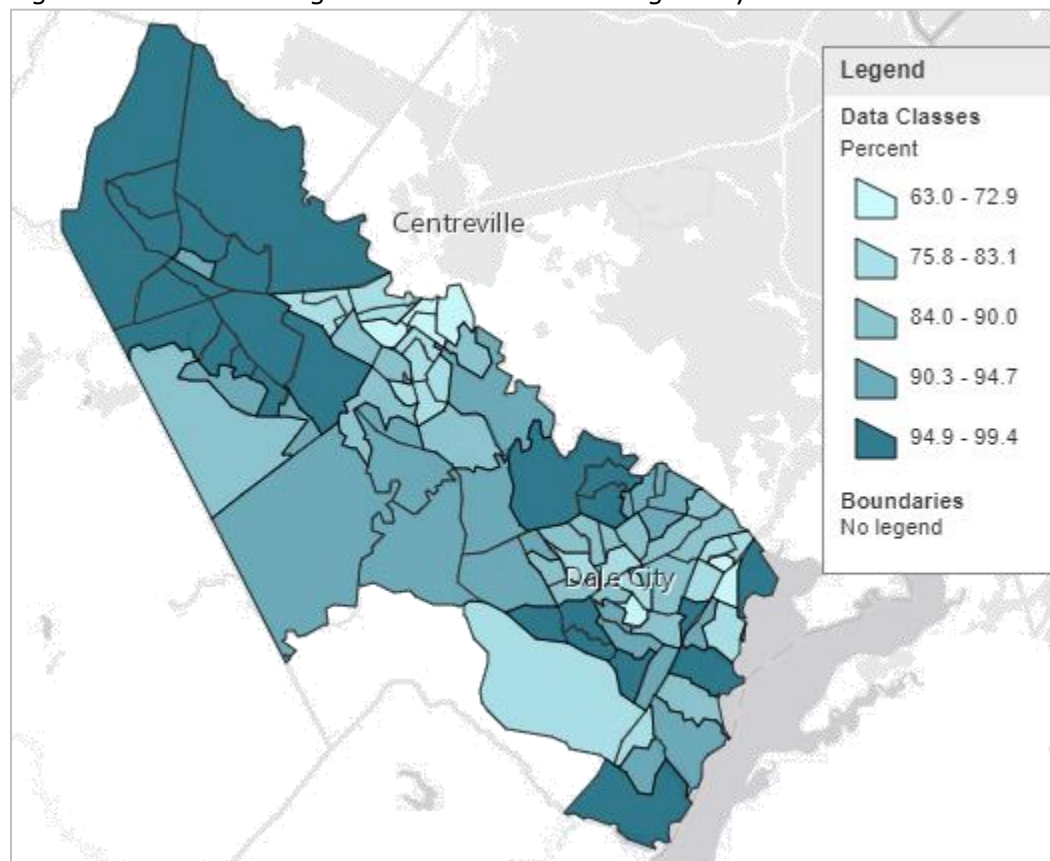 Centreville
Dale City
Legend
Data Classes
Percent
63.0 - 72.9
75.8 - 83.1
84.0 - 90.0
90.3 - 94.7
94.9 - 99.4
Boundaries
No legend